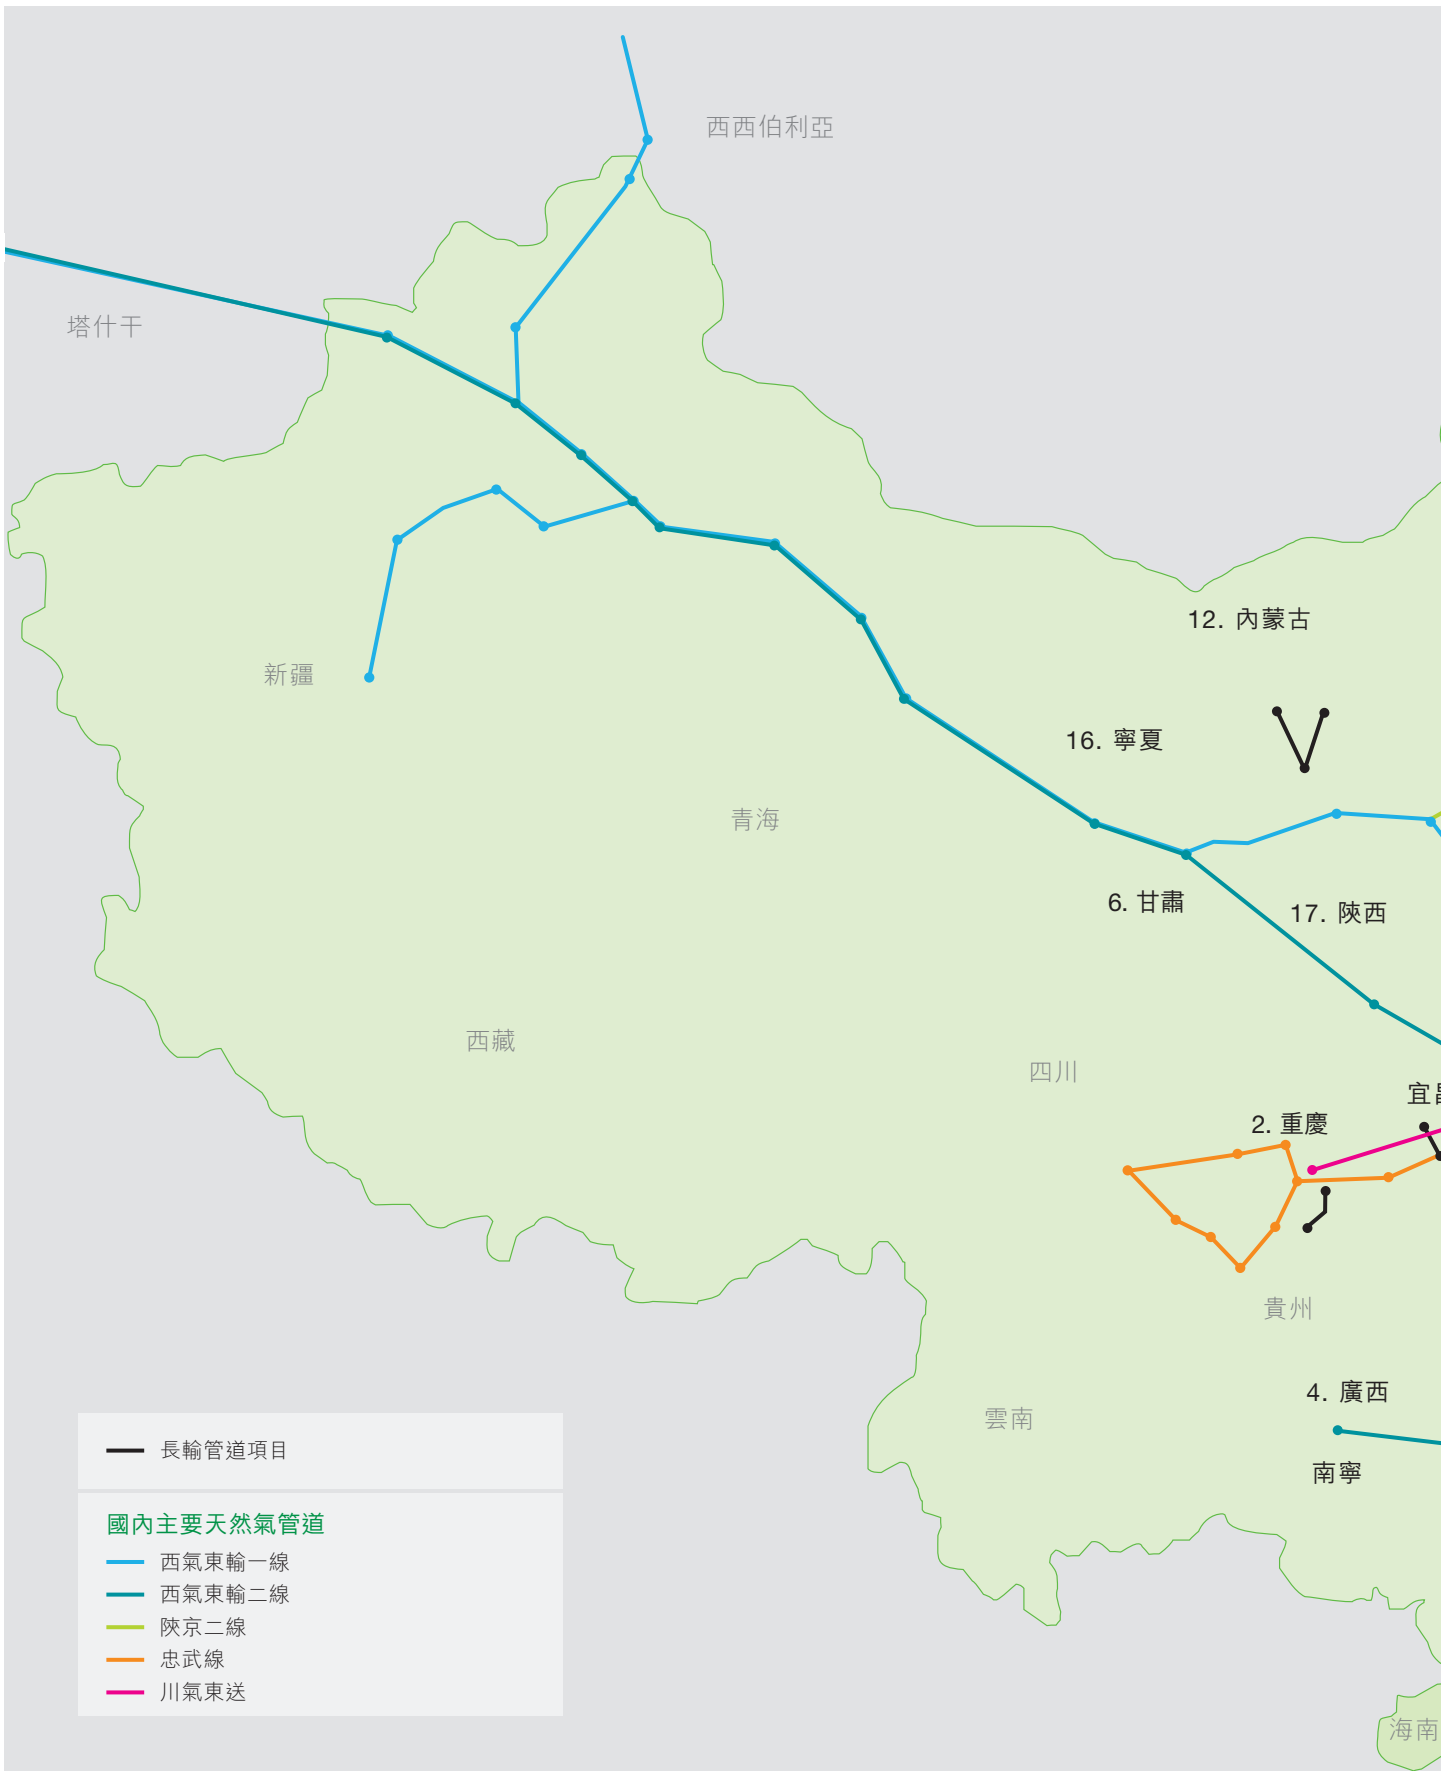 西西伯利亞
塔什干
12. 內蒙古
新疆
16. 寧夏
青海
6. 甘肅
17. 陝西
西藏
四川
宜
2. 重慶
貴州
4. 廣西
雲南
南寧
長輸管道項目
國內主要天然氣管道
西氣東輸一線
西氣東輸二線
陝京二線
忠武線
川氣東送
海南